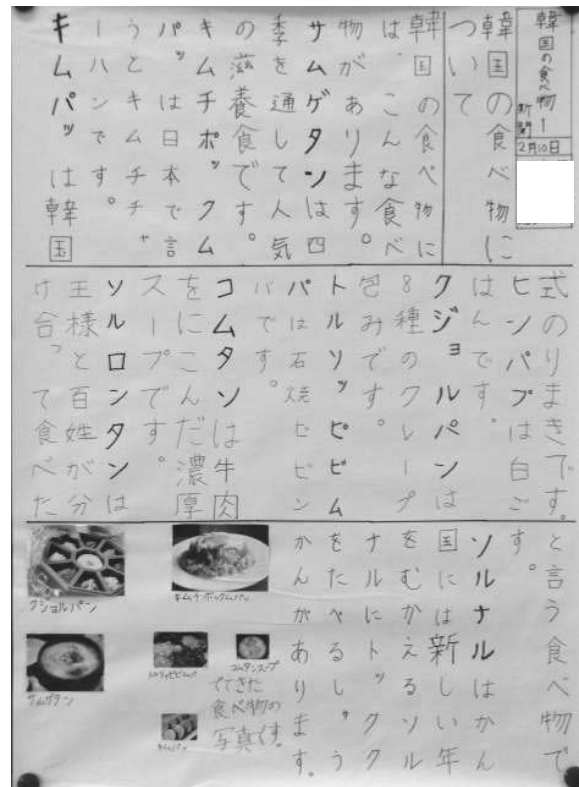 韓国の食べ物1
新聞
2月10日
韓国の食べ物に
ついて
韓国の食べ物に
は、こんな食べ
物があります。
サムゲタンは四
季を通して人気
の滋養食です。
キムチポックム
パッは日本で言
うとキムチチャ
ーハンです。
キムパッは韓国
式のりまきです。
ヒンパプは白ご
はんです。
クジョルパンは
8種のクレープ
包みです。
トルソッピビム
パは石焼ビビン
バです。
コムタンは牛肉
をにこんだ濃厚
スープです。
ソルロンタンは
王様と百姓が分
け合って食べた
と言う食べ物で
す。
ソルナルはかん
国には新しい年
をむかえるソル
ナルにトックク
をたべるしゅう
かんがあります。
キムチポックムパッ
クジョルパン
コムタンスープ
トルソッピビムパ
サムゲタン
キムパッ
でてきた
食べ物の
写真です。